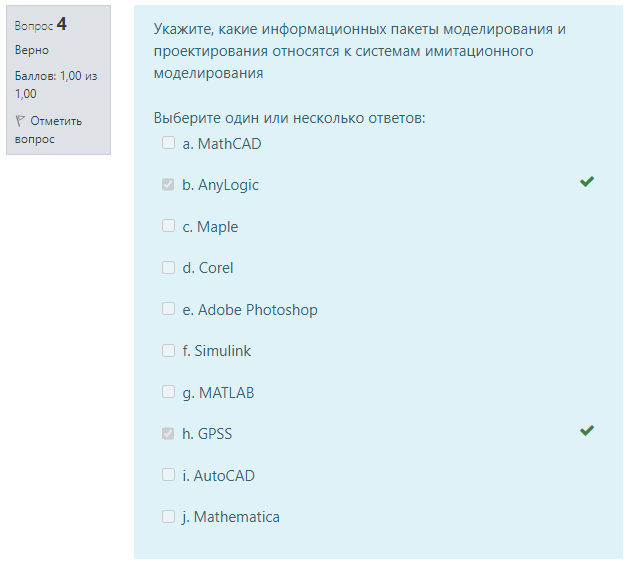 Вопрос 4
Верно
Баллов: 1,00 из
1,00
Отметить
вопрос
Укажите, какие информационных пакеты моделирования и
проектирования относятся к системам имитационного
моделирования
Выберите один или несколько ответов:
a. MathCAD
b. AnyLogic
c. Maple
d. Corel
e. Adobe Photoshop
f. Simulink
g. MATLAB
h. GPSS
i. AutoCAD
j. Mathematica